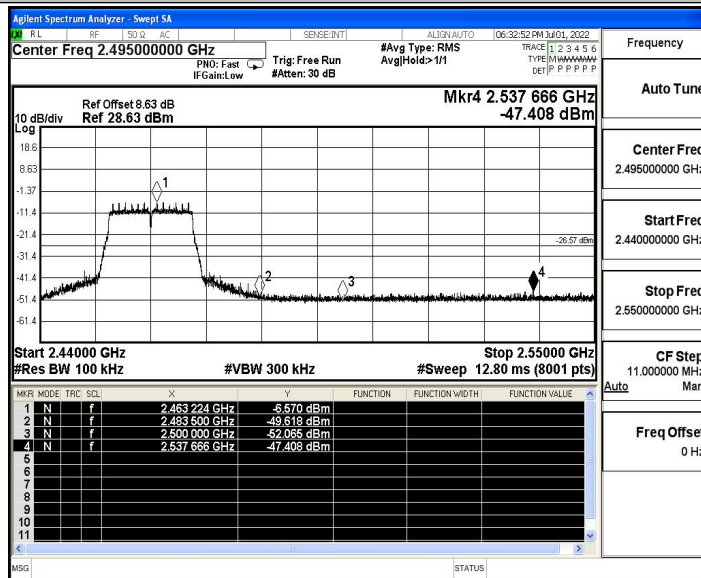 Agilent Spectrum Analyzer - Swept SA
LXI RL RF 50 Ω AC SENSE:INT ALIGN AUTO 06:32:52 PM Jul 01, 2022
Center Freq 2.495000000 GHz
PNO: Fast
IFGain:Low
Trig: Free Run
#Atten: 30 dB
#Avg Type: RMS
Avg|Hold:>1/1
TRACE 1 2 3 4 5 6
TYPE M W W W W W
DET P P P P P P
Ref Offset 8.63 dB
Ref 28.63 dBm
10 dB/div
Log
Mkr4 2.537 666 GHz
-47.408 dBm
18.6
8.63
-1.37
-11.4
-21.4
-31.4
-41.4
-51.4
-61.4
1
2
3
4
-26.57 dBm
Start 2.44000 GHz Stop 2.55000 GHz
#Res BW 100 kHz #VBW 300 kHz #Sweep 12.80 ms (8001 pts)
MKR MODE TRC SCL X Y FUNCTION FUNCTION WIDTH FUNCTION VALUE
1 N f 2.463 224 GHz -6.570 dBm
2 N f 2.483 500 GHz -49.618 dBm
3 N f 2.500 000 GHz -52.065 dBm
4 N f 2.537 666 GHz -47.408 dBm
5
6
7
8
9
10
11
MSG STATUS
Frequency
Auto Tune
Center Freq
2.495000000 GHz
Start Freq
2.440000000 GHz
Stop Freq
2.550000000 GHz
CF Step
11.000000 MHz
Auto Man
Freq Offset
0 Hz